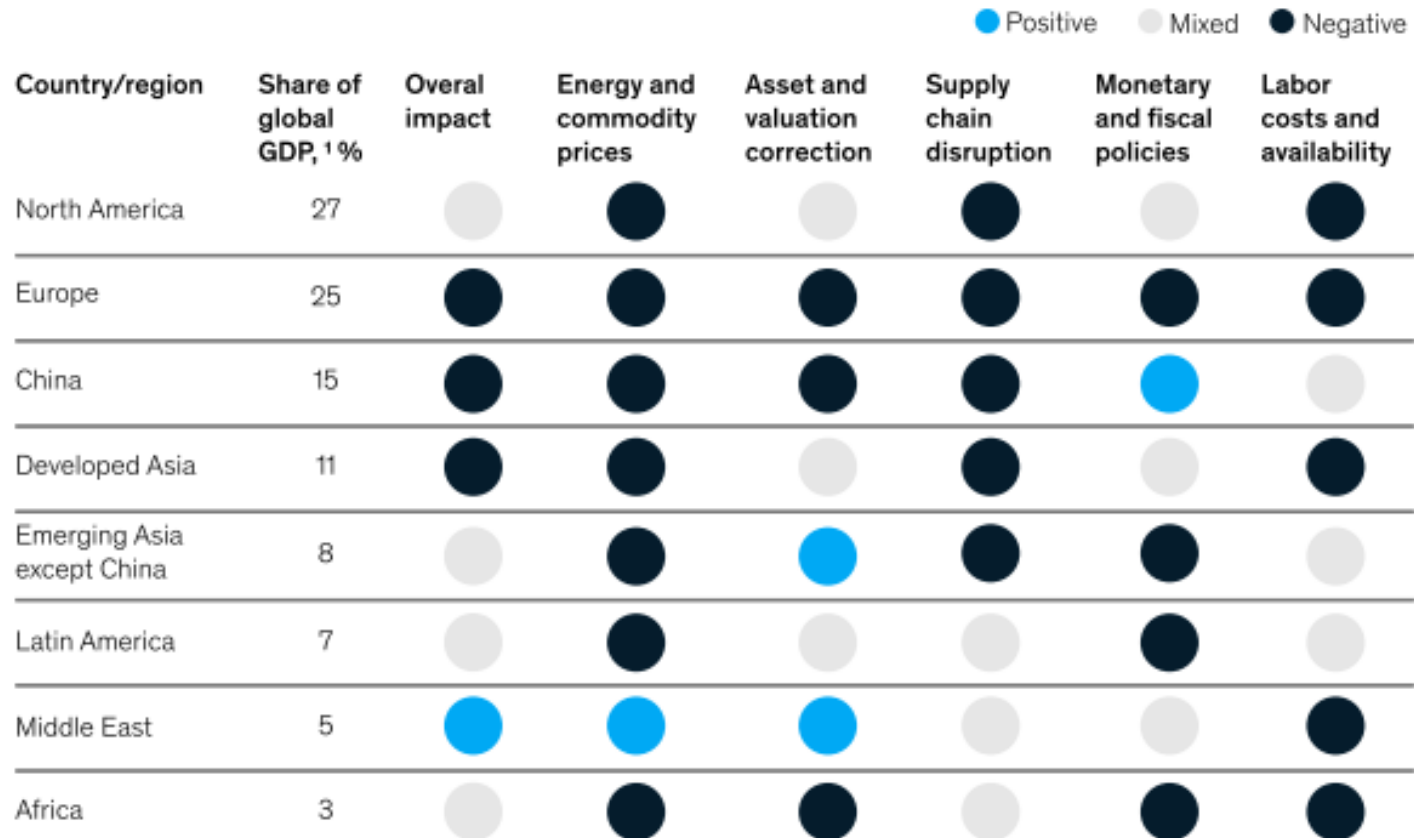 Positive Mixed Negative
Country/region Share of Overal Energy and Asset and Supply Monetary Labor
global impact commodity valuation chain and fiscal costs and
GDP, ¹ % prices correction disruption policies availability
North America 27
Europe 25
China 15
Developed Asia 11
Emerging Asia
except China 8
Latin America 7
Middle East 5
Africa 3